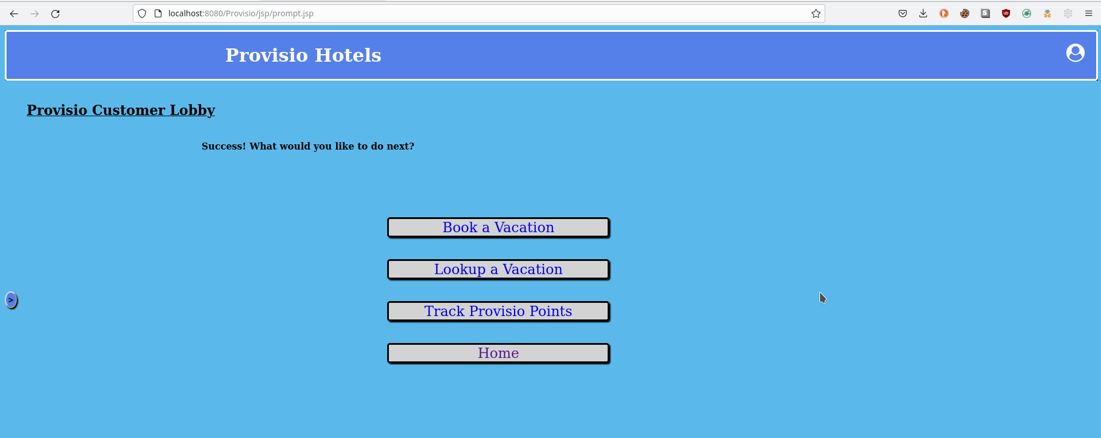 localhost:8080/Provisio/jsp/prompt.jsp
Provisio Hotels
Provisio Customer Lobby
Success! What would you like to do next?
Book a Vacation
Lookup a Vacation
Track Provisio Points
>
Home